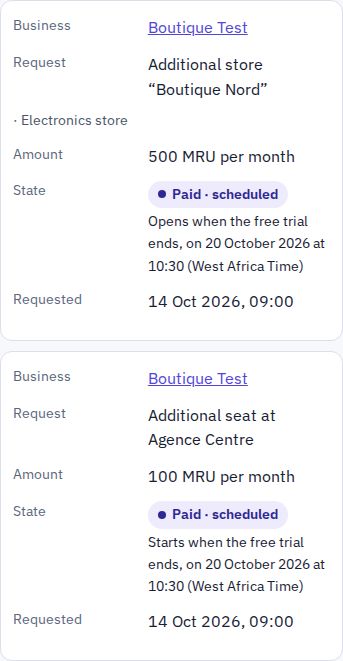 Business Boutique Test
Request Additional store
“Boutique Nord”
· Electronics store
Amount 500 MRU per month
State Paid · scheduled
Opens when the free trial
ends, on 20 October 2026 at
10:30 (West Africa Time)
Requested 14 Oct 2026, 09:00
Business Boutique Test
Request Additional seat at
Agence Centre
Amount 100 MRU per month
State Paid · scheduled
Starts when the free trial
ends, on 20 October 2026 at
10:30 (West Africa Time)
Requested 14 Oct 2026, 09:00